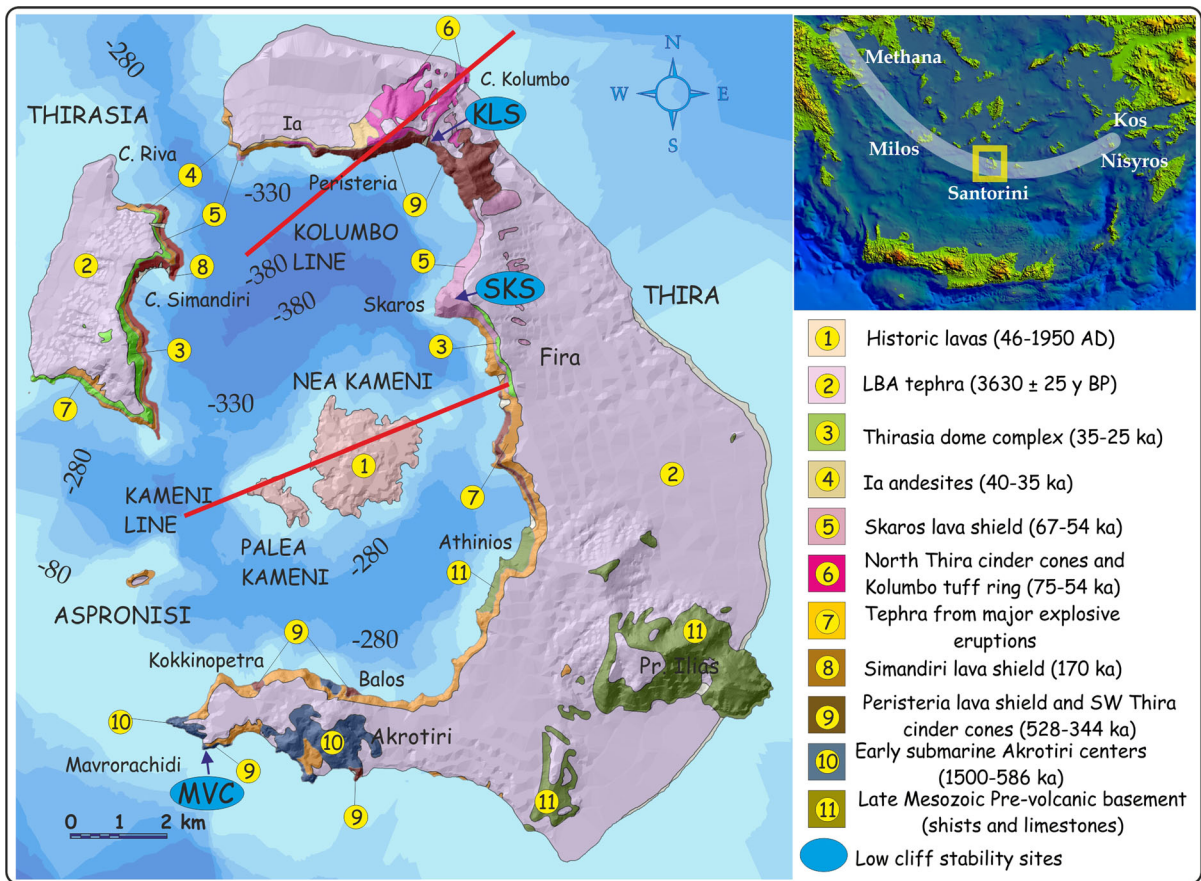 -280
6
N
W
E
S
C. Kolumbo
THIRASIA
Ia
KLS
C. Riva
4
-330
Peristeria
9
5
KOLUMBO
LINE
2
8
-380
5
SKS
C. Simandiri
-380
Skaros
THIRA
3
3
Fira
NEA KAMENI
7
-330
-280
1
2
7
KAMENI
LINE
Athinios
PALEA
KAMENI
-280
-80
11
ASPRONISI
9
-280
11
Kokkinopetra
Pr. Ilias
Balos
10
10
Akrotiri
Mavrorachidi
9
MVC
11
9
0 1 2 km
Methana
Kos
Milos
Nisyros
Santorini
1 Historic lavas (46-1950 AD)
2 LBA tephra (3630 ± 25 y BP)
3 Thirasia dome complex (35-25 ka)
4 Ia andesites (40-35 ka)
5 Skaros lava shield (67-54 ka)
6 North Thira cinder cones and
Kolumbo tuff ring (75-54 ka)
7 Tephra from major explosive
eruptions
8 Simandiri lava shield (170 ka)
9 Peristeria lava shield and SW Thira
cinder cones (528-344 ka)
10 Early submarine Akrotiri centers
(1500-586 ka)
11 Late Mesozoic Pre-volcanic basement
(shists and limestones)
Low cliff stability sites